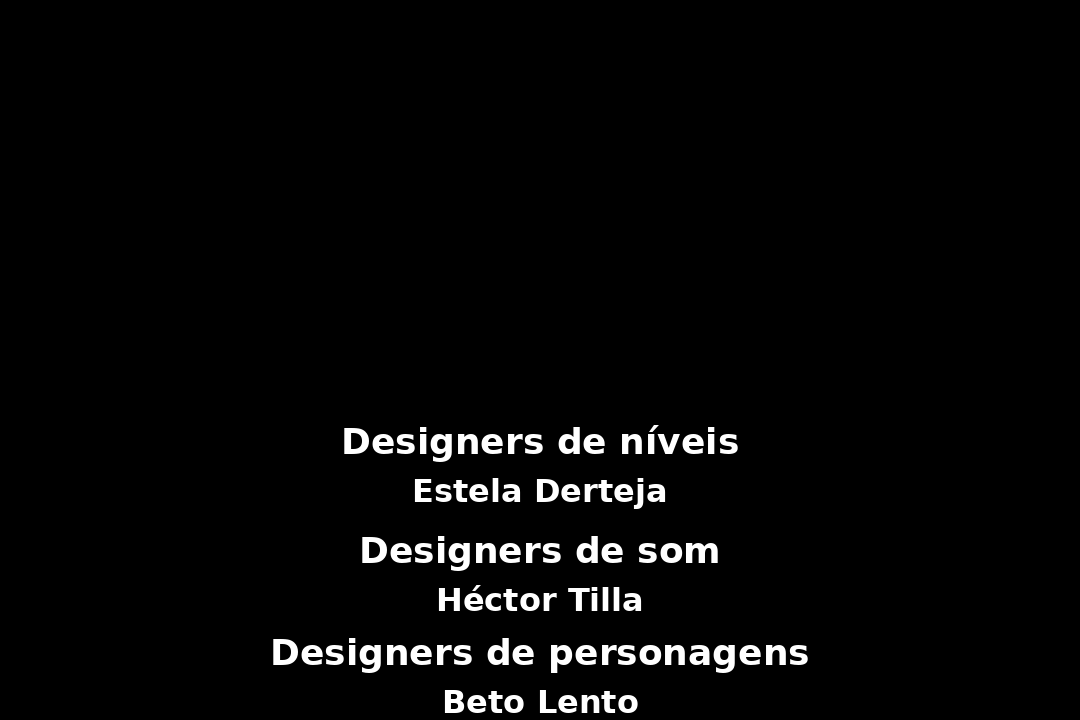 Designers de níveis
Estela Derteja
Designers de som
Héctor Tilla
Designers de personagens
Beto Lento